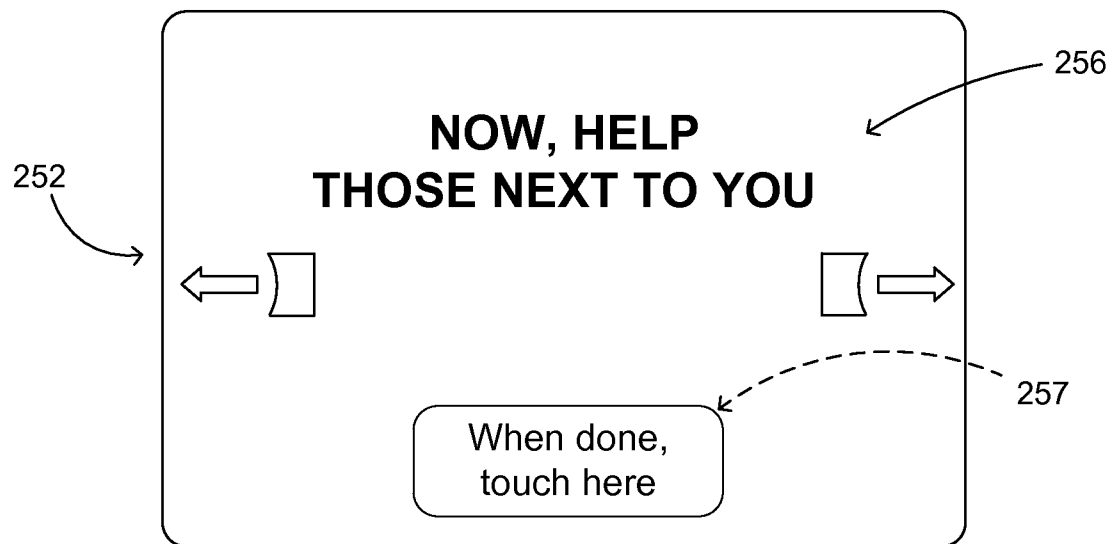 256
NOW, HELP
THOSE NEXT TO YOU
252
257
When done,
touch here